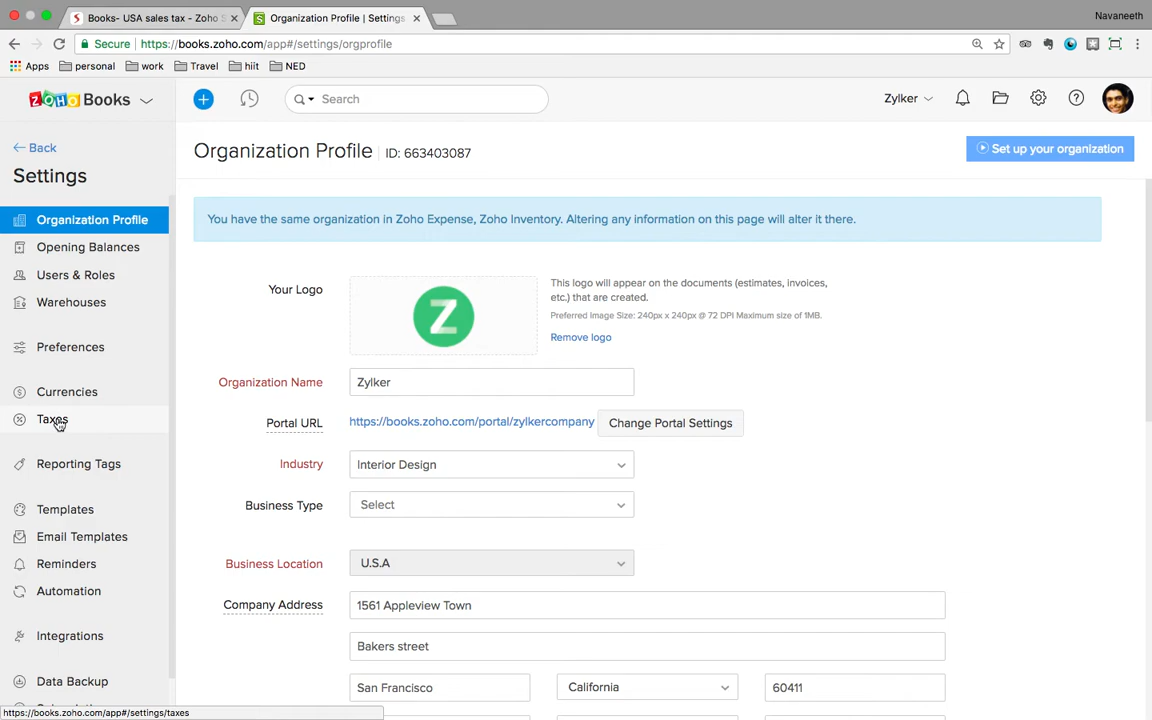 Books- USA sales tax - Zoho S
Organization Profile | Settings
Navaneeth
Secure
https://books.zoho.com/app#/settings/orgprofile
Apps
personal
work
Travel
hiit
NED
ZOHO Books
Search
Zylker
Back
Settings
Organization Profile
Opening Balances
Users & Roles
Warehouses
Preferences
Currencies
Taxes
Reporting Tags
Templates
Email Templates
Reminders
Automation
Integrations
Data Backup
https://books.zoho.com/app#/settings/taxes
Organization Profile
ID: 663403087
Set up your organization
You have the same organization in Zoho Expense, Zoho Inventory. Altering any information on this page will alter it there.
Your Logo
Z
This logo will appear on the documents (estimates, invoices,
etc.) that are created.
Preferred Image Size: 240px x 240px @ 72 DPI Maximum size of 1MB.
Remove logo
Organization Name
Zylker
Portal URL
https://books.zoho.com/portal/zylkercompany
Change Portal Settings
Industry
Interior Design
Business Type
Select
Business Location
U.S.A
Company Address
1561 Appleview Town
Bakers street
San Francisco
California
60411